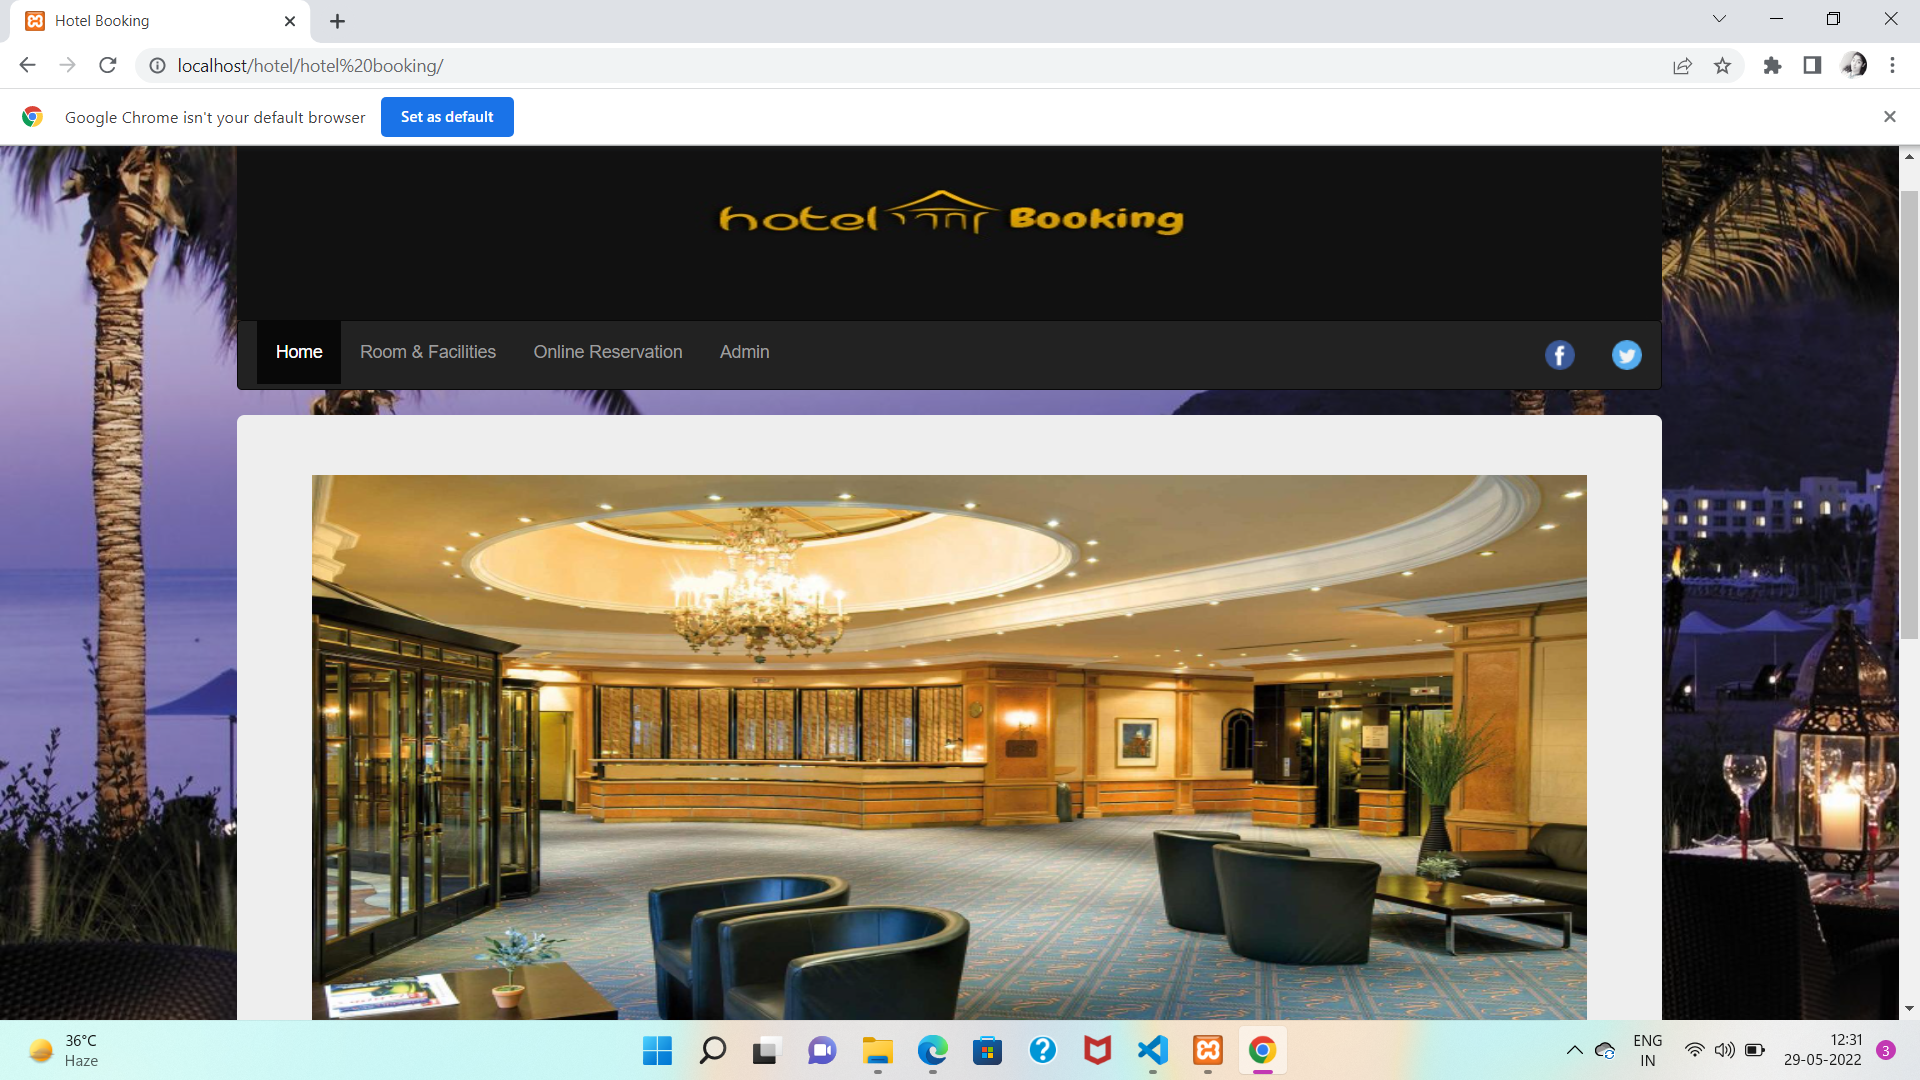 Hotel Booking
localhost/hotel/hotel%20booking/
Google Chrome isn't your default browser
Set as default
hotel Booking
Home
Room & Facilities
Online Reservation
Admin
36°C
Haze
ENG
IN
12:31
29-05-2022
3